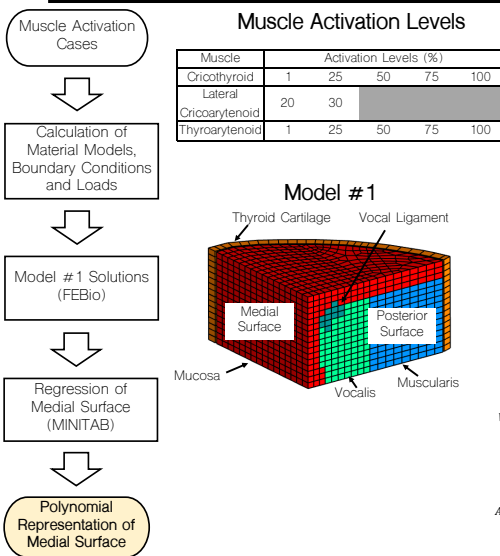 Muscle Activation
Cases
Calculation of
Material Models,
Boundary Conditions
and Loads
Model #1 Solutions
(FEBio)
Regression of
Medial Surface
(MINITAB)
Polynomial
Representation of
Medial Surface
Muscle Activation Levels
Muscle Activation Levels (%)
Cricothyroid 1 25 50 75 100
Lateral
Cricoarytenoid 20 30
Thyroarytenoid 1 25 50 75 100
Model #1
Thyroid Cartilage Vocal Ligament
Medial
Surface
Posterior
Surface
Mucosa
Vocalis
Muscularis
A